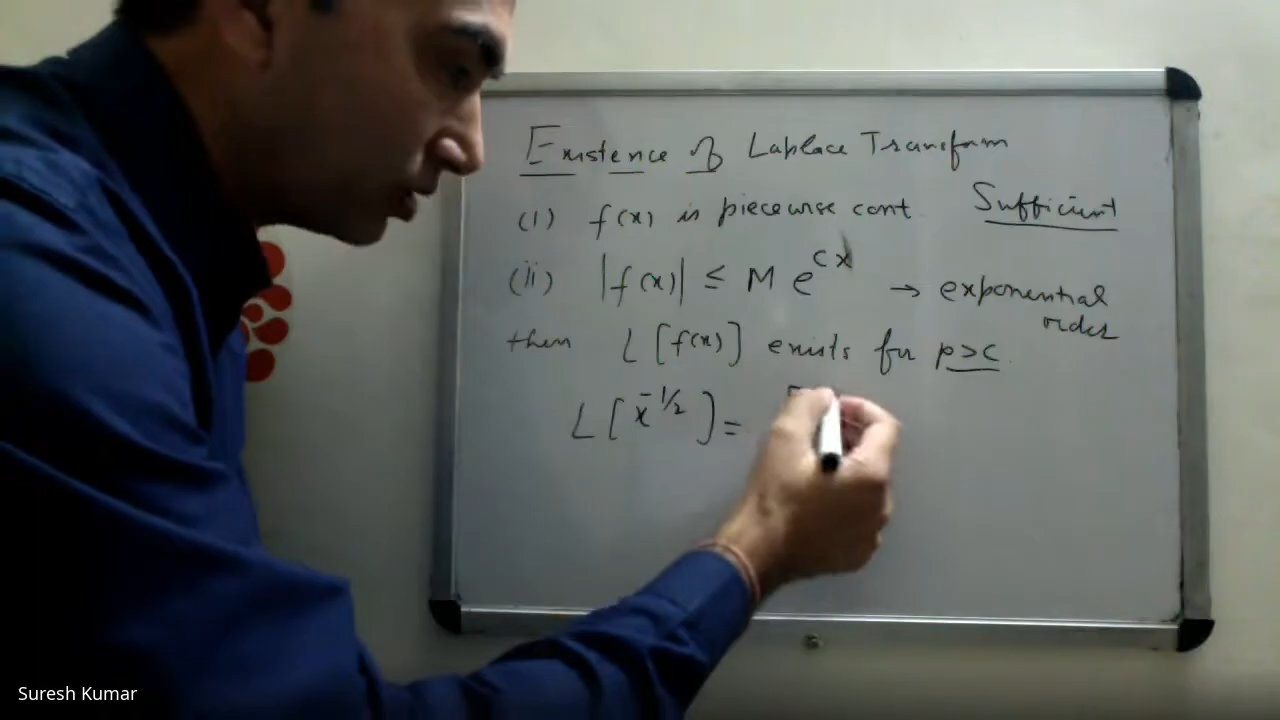 Existence of Laplace Transform
(i) f(x) is piecewise cont. Sufficient
(ii) |f(x)| ≤ M e^{cx} → exponential order
then L[f(x)] exists for p>c.
L[x^{-1/2}] =
Suresh Kumar